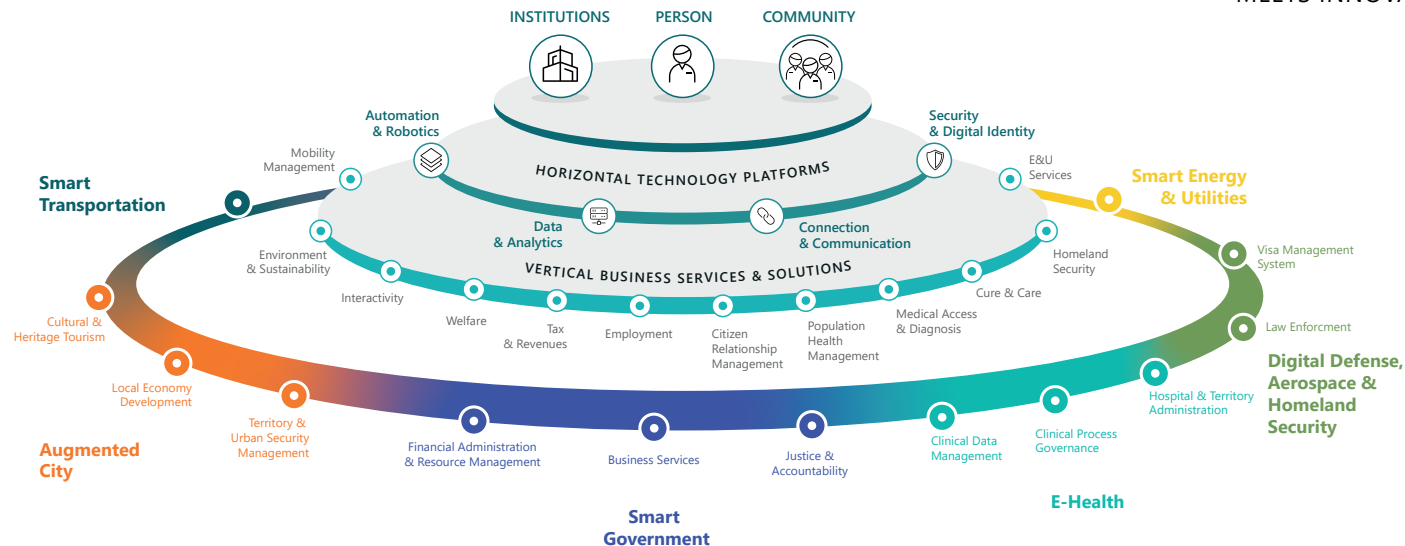 MEETS INNOVA
INSTITUTIONS
PERSON
COMMUNITY
Automation
& Robotics
Security
& Digital Identity
Mobility
Management
HORIZONTAL TECHNOLOGY PLATFORMS
E&U
Services
Smart
Transportation
Smart Energy
& Utilities
Data
& Analytics
Connection
& Communication
Environment
& Sustainability
VERTICAL BUSINESS SERVICES & SOLUTIONS
Homeland
Security
Visa Management
System
Interactivity
Welfare
Tax
& Revenues
Employment
Citizen
Relationship
Management
Population
Health
Management
Medical Access
& Diagnosis
Cure & Care
Cultural &
Heritage Tourism
Law Enforcment
Digital Defense,
Aerospace &
Homeland
Security
Local Economy
Development
Territory &
Urban Security
Management
Financial Administration
& Resource Management
Business Services
Justice &
Accountability
Clinical Data
Management
Clinical Process
Governance
Hospital & Territory
Administration
Augmented
City
Smart
Government
E-Health